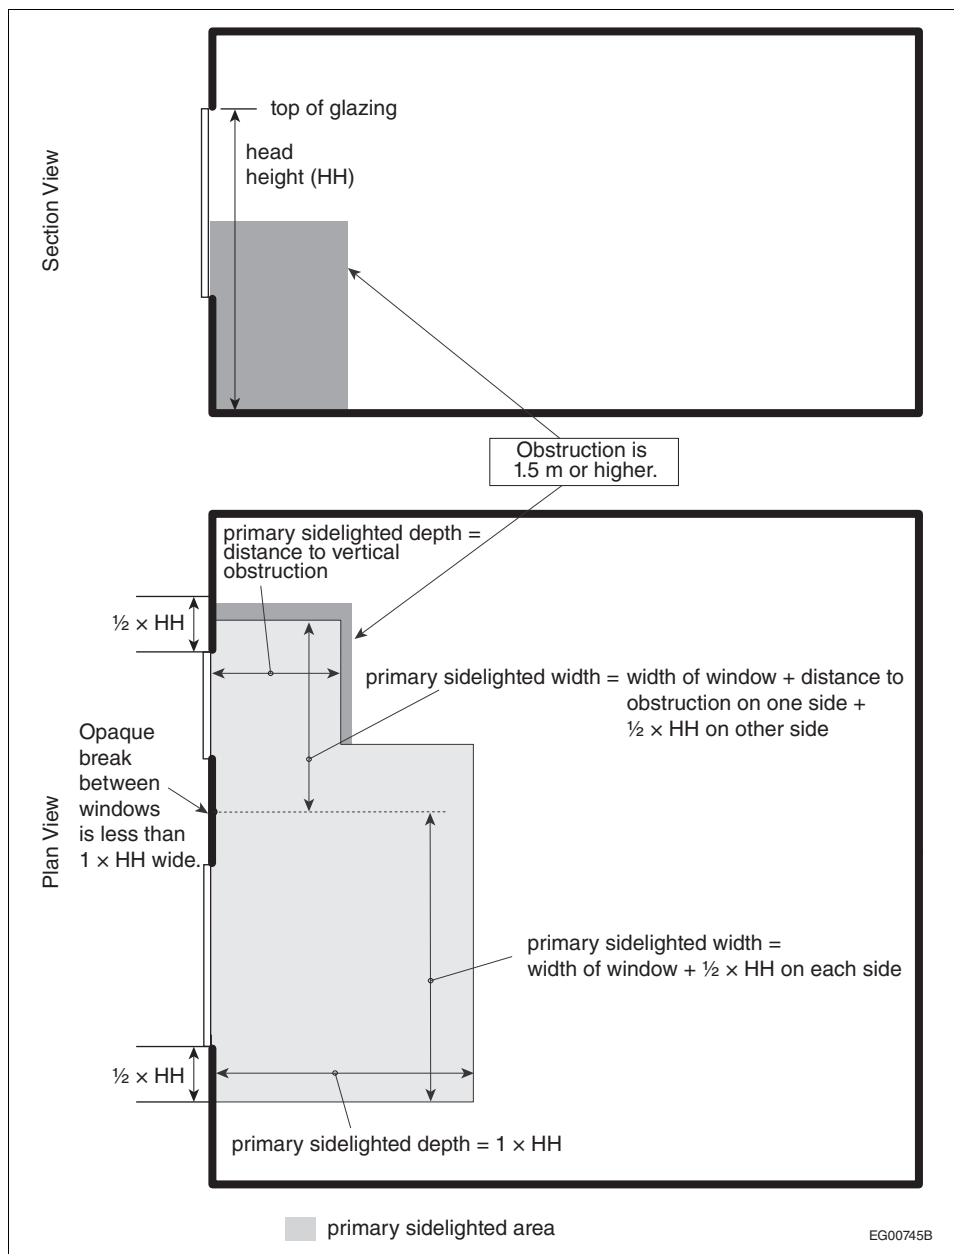 Section View
top of glazing
head
height (HH)
Obstruction is
1.5 m or higher.
Plan View
primary sidelighted depth =
distance to vertical
obstruction
½ × HH
primary sidelighted width = width of window + distance to
obstruction on one side +
½ × HH on other side
Opaque
break
between
windows
is less than
1 × HH wide.
primary sidelighted width =
width of window + ½ × HH on each side
½ × HH
primary sidelighted depth = 1 × HH
primary sidelighted area
EG00745B